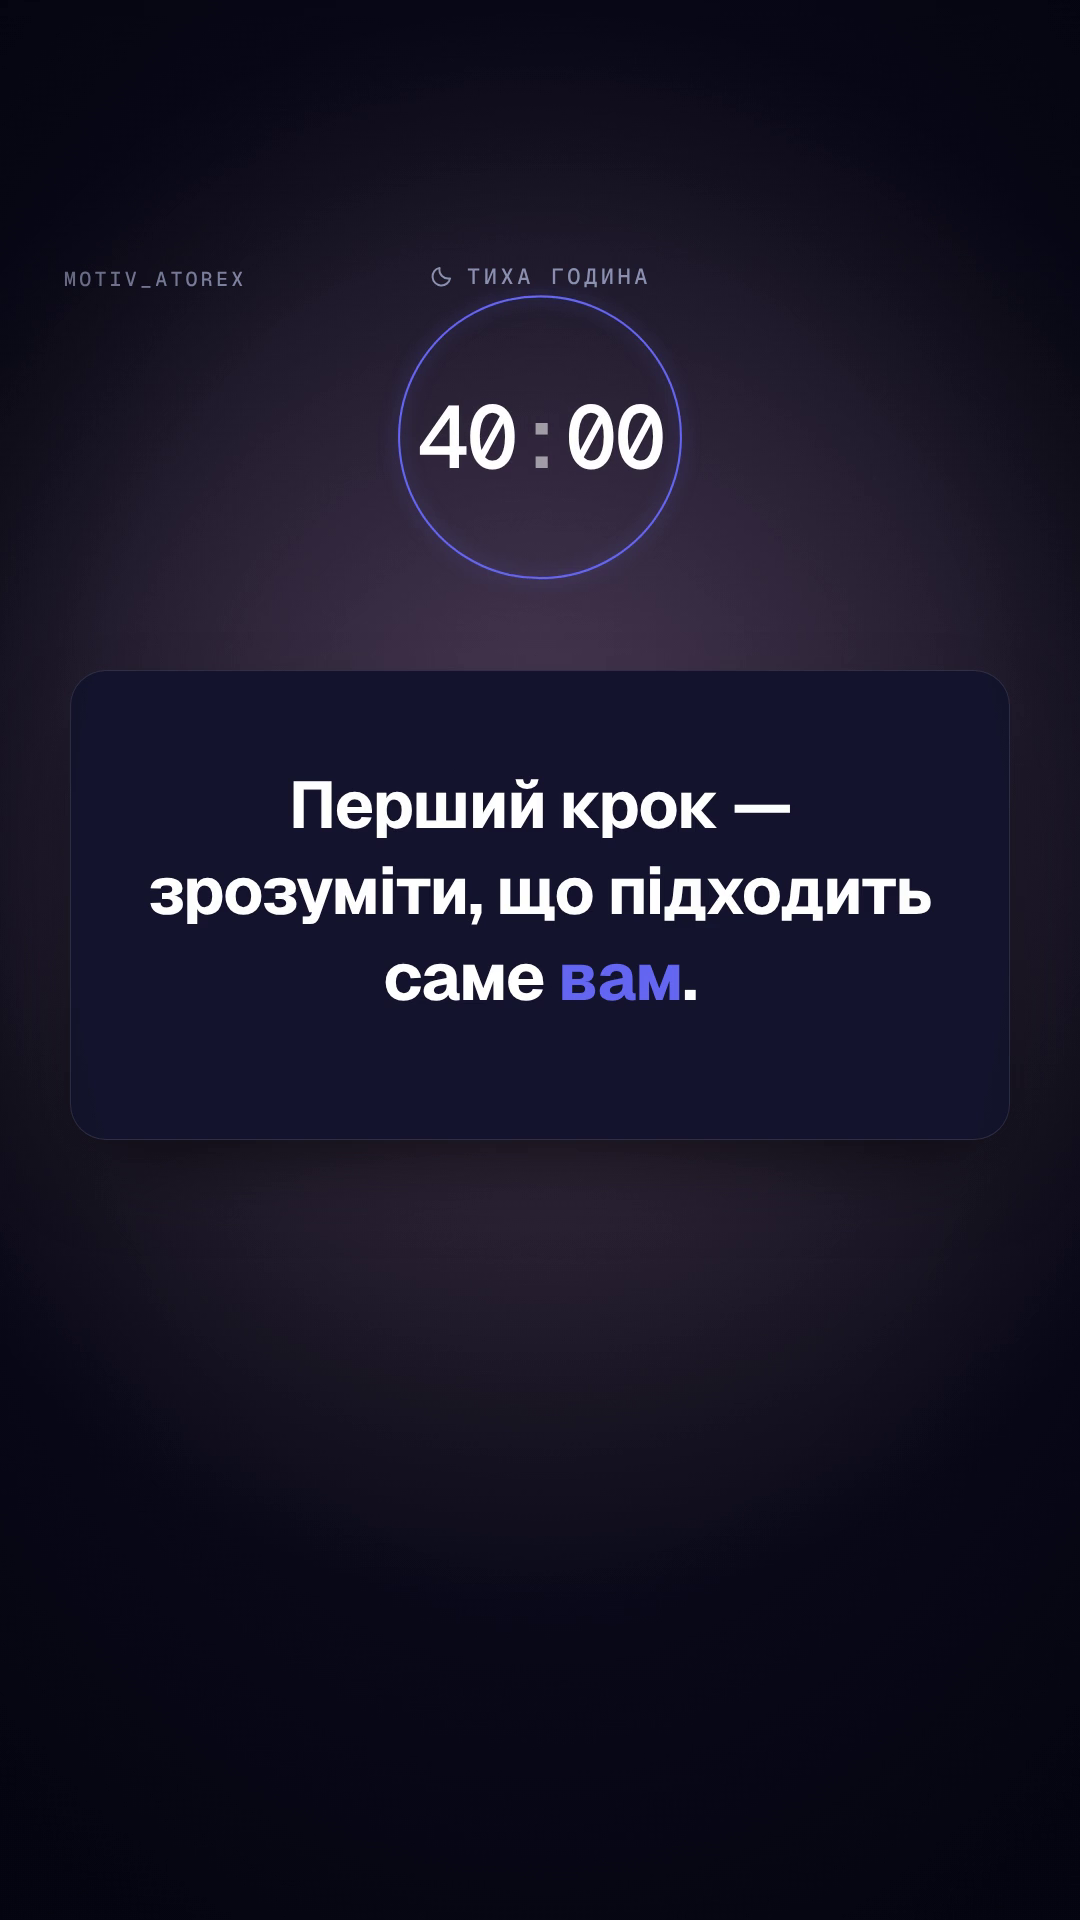 MOTIV_ATOREX
ТИХА ГОДИНА
40:00
Перший крок —
зрозуміти, що підходить
саме вам.